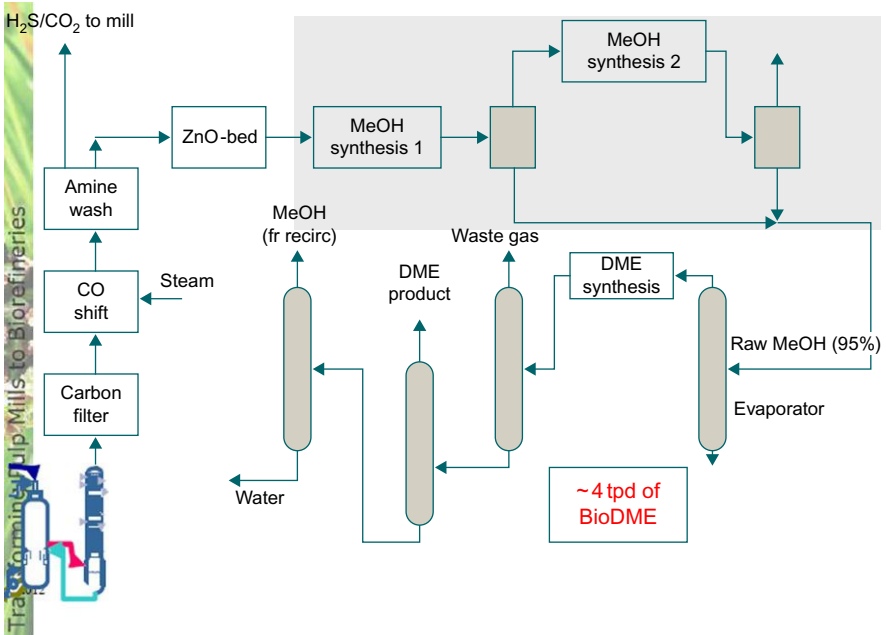 H₂S/CO₂ to mill
MeOH
synthesis 2
ZnO-bed
MeOH
synthesis 1
Amine
wash
MeOH
(fr recirc)
Waste gas
DME
product
DME
synthesis
Steam
CO
shift
Raw MeOH (95%)
Carbon
filter
Evaporator
Water
~4 tpd of
BioDME
Mills to Biorefineries